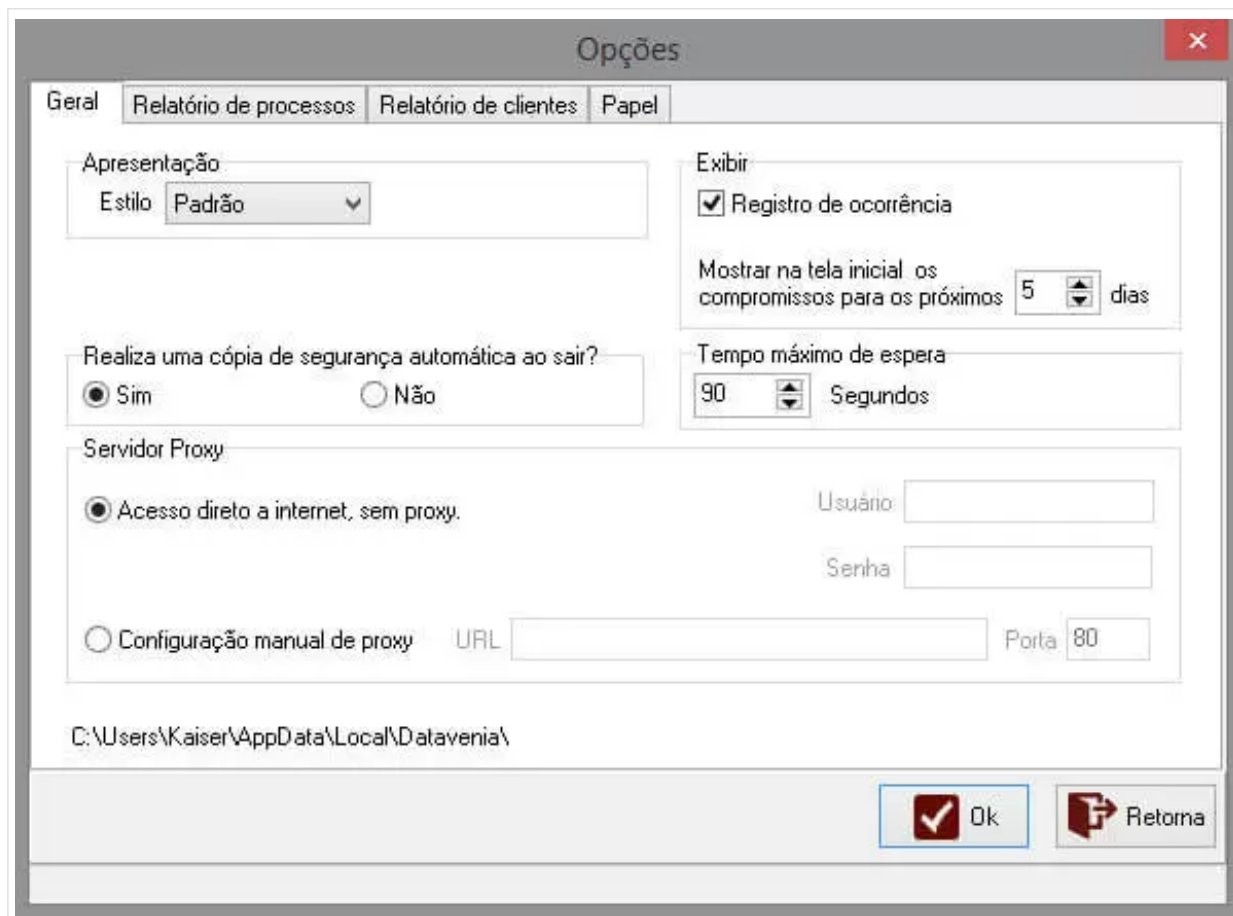 Opções
Geral Relatório de processos Relatório de clientes Papel
Apresentação
Estilo Padrão
Exibir
Registro de ocorrência
Mostrar na tela inicial os
compromissos para os próximos 5 dias
Realiza uma cópia de segurança automática ao sair?
Sim Não
Tempo máximo de espera
90 Segundos
Servidor Proxy
Acesso direto a internet, sem proxy.
Usuário
Senha
Configuração manual de proxy URL Porta 80
C:\Users\Kaiser\AppData\Local\Datavenia\
Ok Retorna